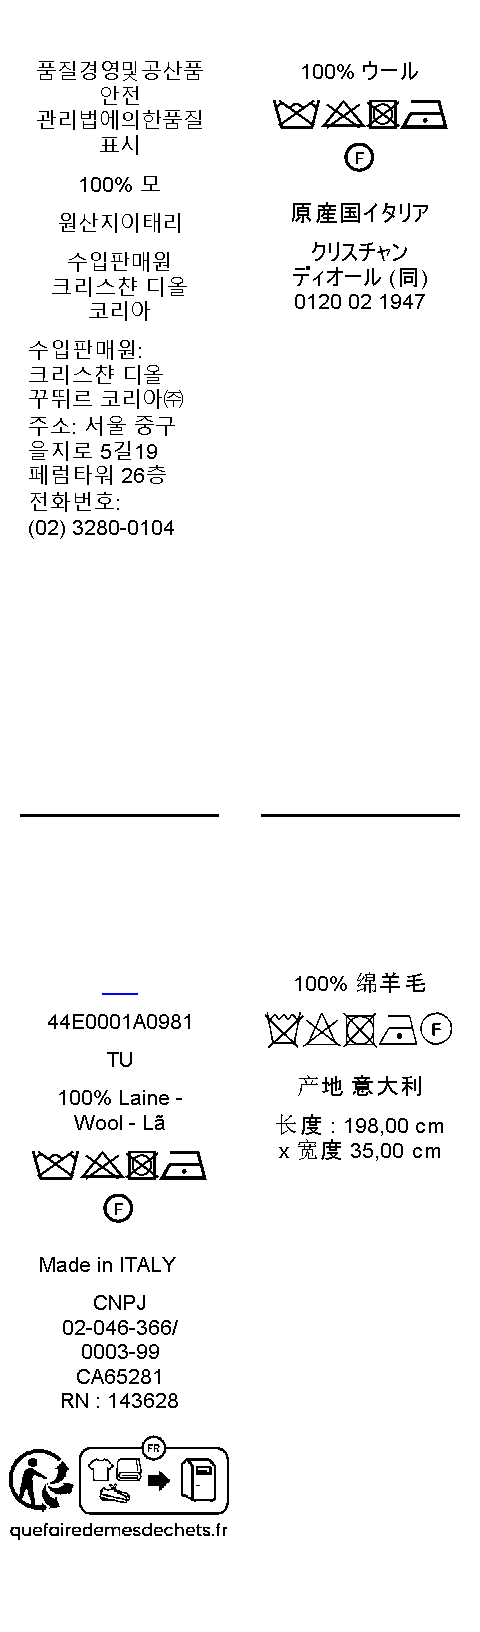 품질경영및공산품
안전
관리법에의한품질
표시
100% 모
원산지이태리
수입판매원
크리스챤 디올
코리아
수입판매원:
크리스챤 디올
꾸뛰르 코리아㈜
주소: 서울 중구
을지로 5길19
페럼타워 26층
전화번호:
(02) 3280-0104
100% ウール
F
原産国イタリア
クリスチャン
ディオール (同)
0120 02 1947
44E0001A0981
TU
100% Laine -
Wool - Lã
F
Made in ITALY
CNPJ
02-046-366/
0003-99
CA65281
RN : 143628
FR
quefairedemesdechets.fr
100% 绵羊毛
F
产地 意大利
长度 : 198,00 cm
x 宽度 35,00 cm